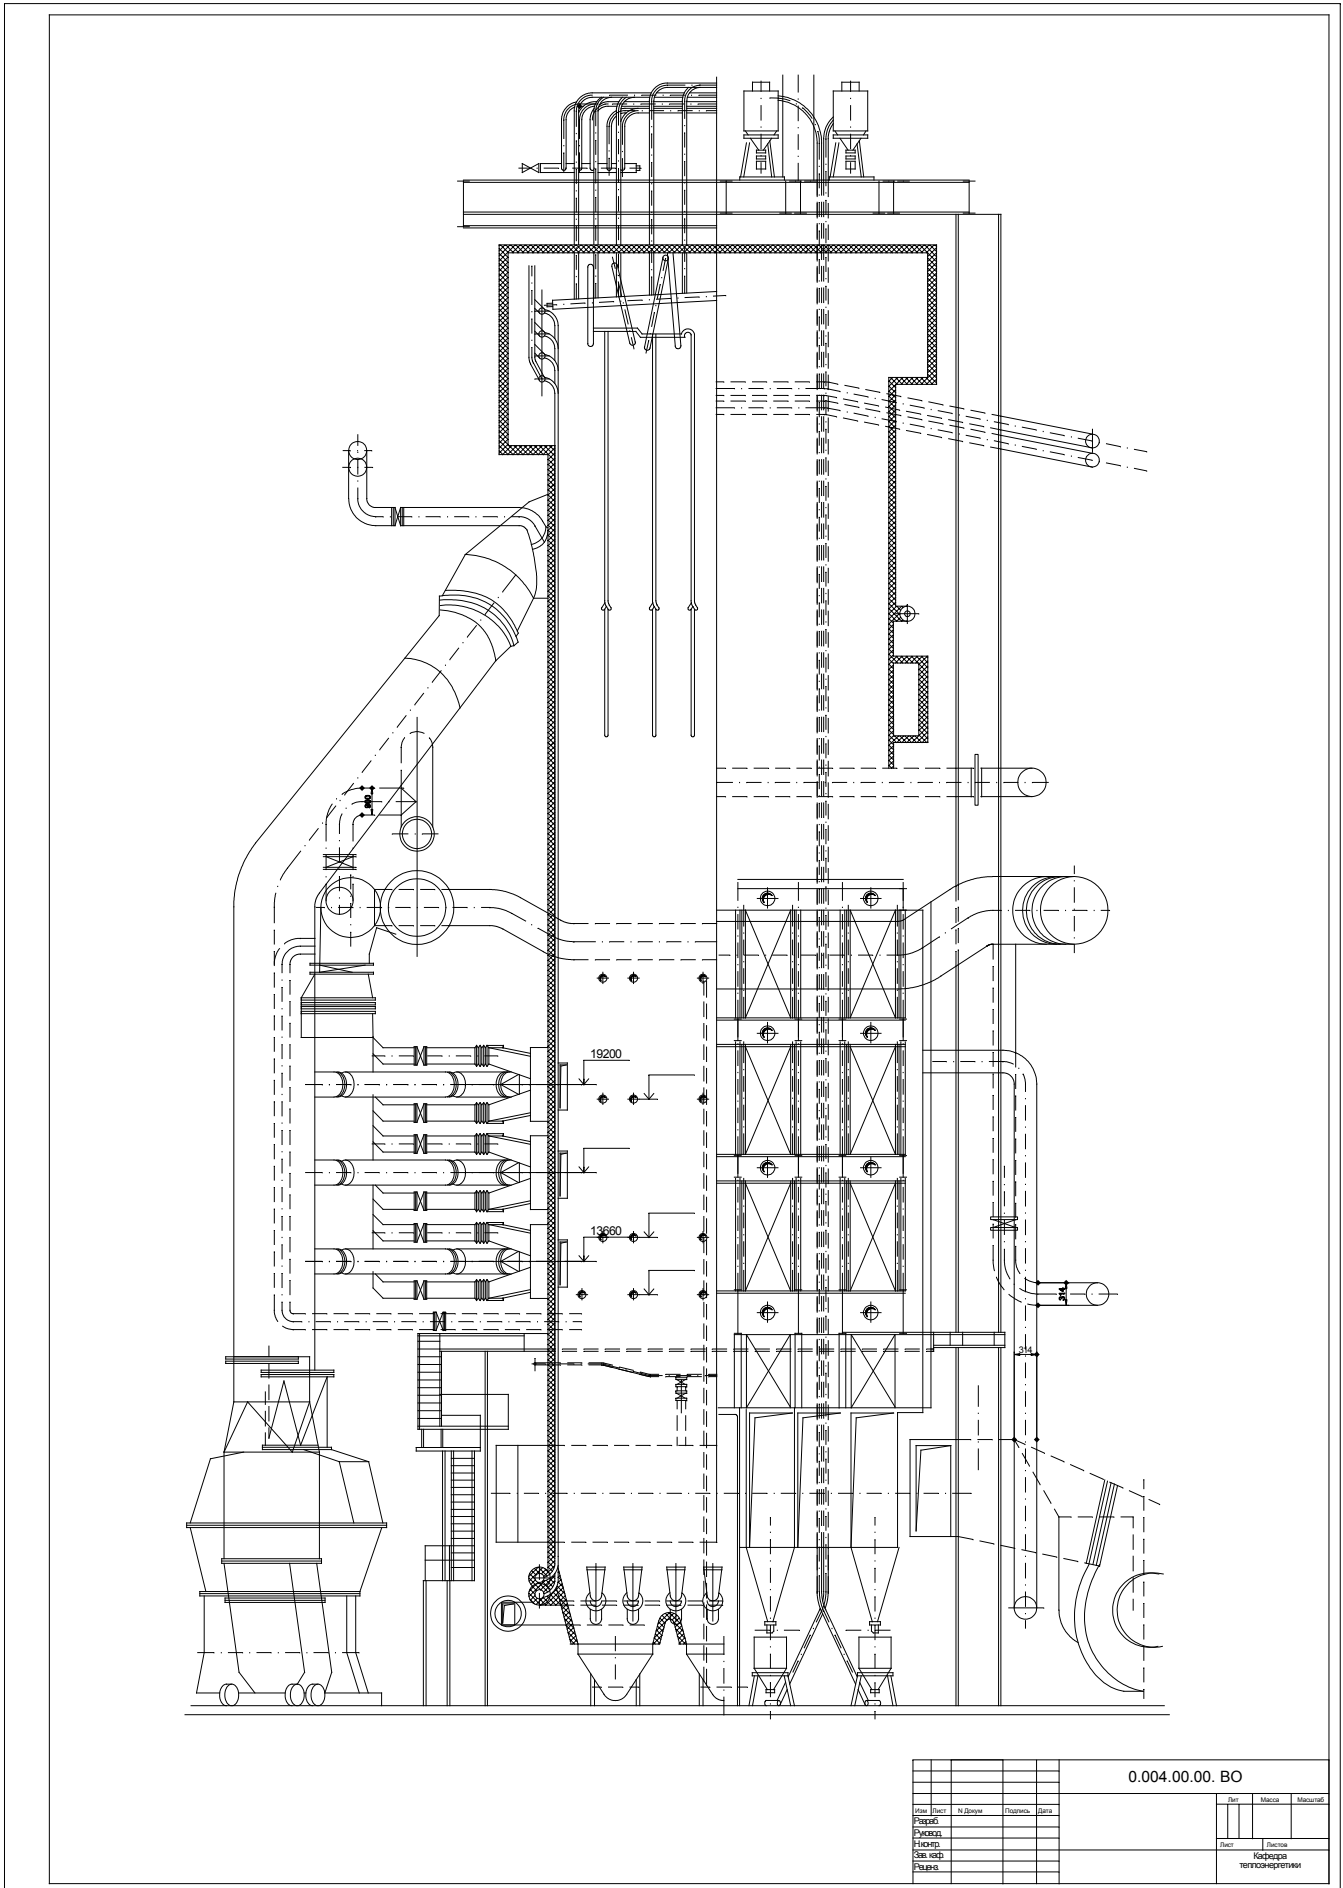 960
19200
13660
314
314
0.004.00.00. ВО
Лит Масса Масштаб
Изм Лист N Докум Подпись Дата
Разраб.
Руковод.
Н.контр.
Лист Листов
Зав. каф.
Кафедра
теплоэнергетики
Реценз.